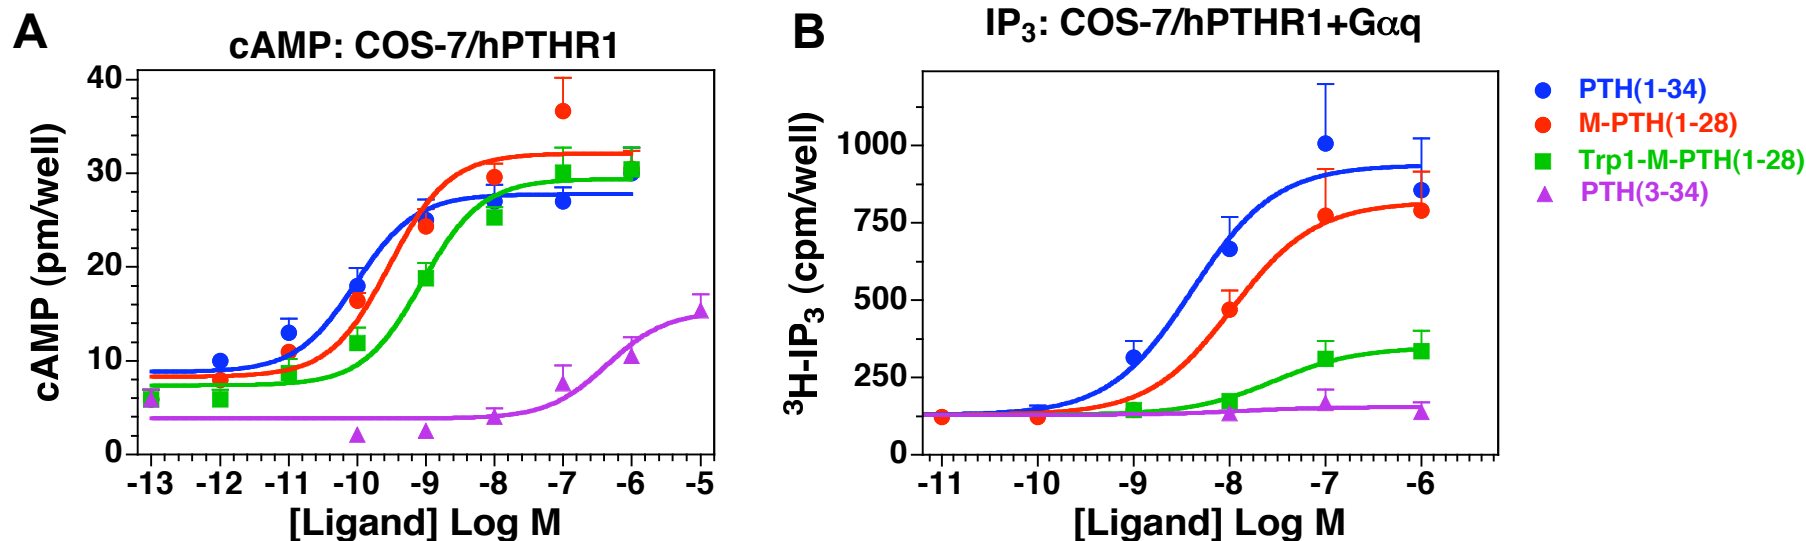 A
cAMP: COS-7/hPTHR1
cAMP (pm/well)
40
30
20
10
0
-13 -12 -11 -10 -9 -8 -7 -6 -5
[Ligand] Log M
B
IP3: COS-7/hPTHR1+Gαq
3H-IP3 (cpm/well)
1000
750
500
250
0
-11 -10 -9 -8 -7 -6
[Ligand] Log M
PTH(1-34)
M-PTH(1-28)
Trp1-M-PTH(1-28)
PTH(3-34)